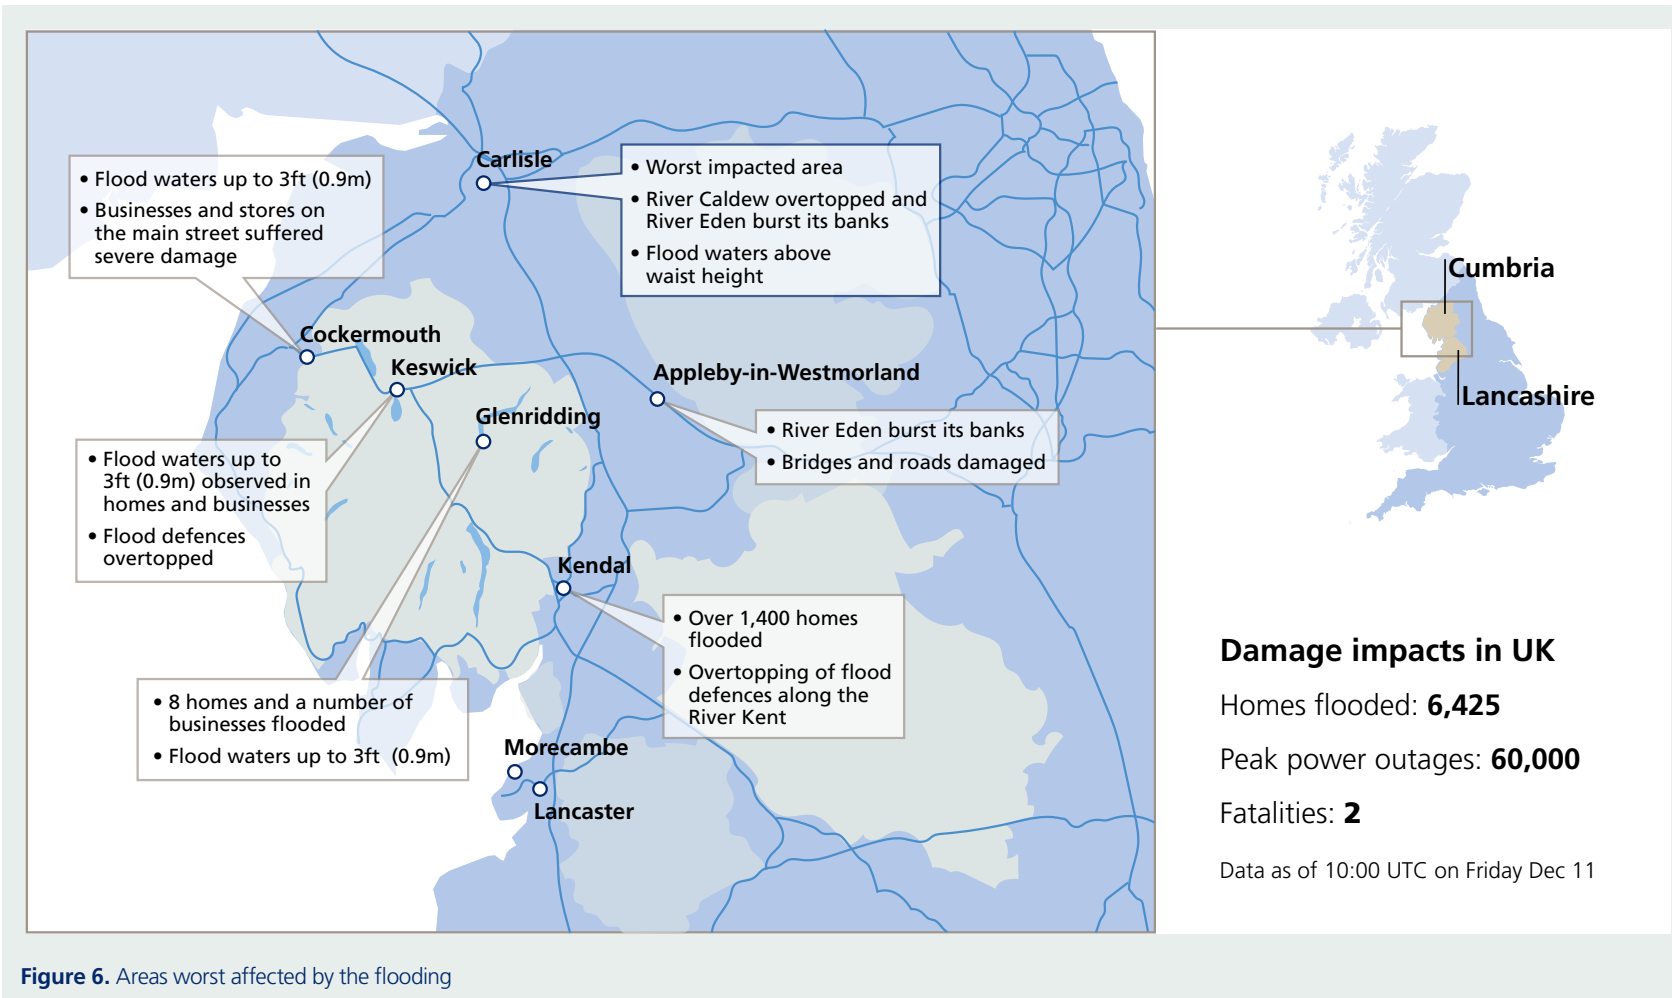 Carlisle
• Worst impacted area
• River Caldew overtopped and
River Eden burst its banks
• Flood waters above
waist height
• Flood waters up to 3ft (0.9m)
• Businesses and stores on
the main street suffered
severe damage
Cockermouth
Keswick
Glenridding
Appleby-in-Westmorland
• River Eden burst its banks
• Bridges and roads damaged
• Flood waters up to
3ft (0.9m) observed in
homes and businesses
• Flood defences
overtopped
Kendal
• Over 1,400 homes
flooded
• Overtopping of flood
defences along the
River Kent
• 8 homes and a number of
businesses flooded
• Flood waters up to 3ft (0.9m)
Morecambe
Lancaster
Cumbria
Lancashire
Damage impacts in UK
Homes flooded: 6,425
Peak power outages: 60,000
Fatalities: 2
Data as of 10:00 UTC on Friday Dec 11
Figure 6. Areas worst affected by the flooding